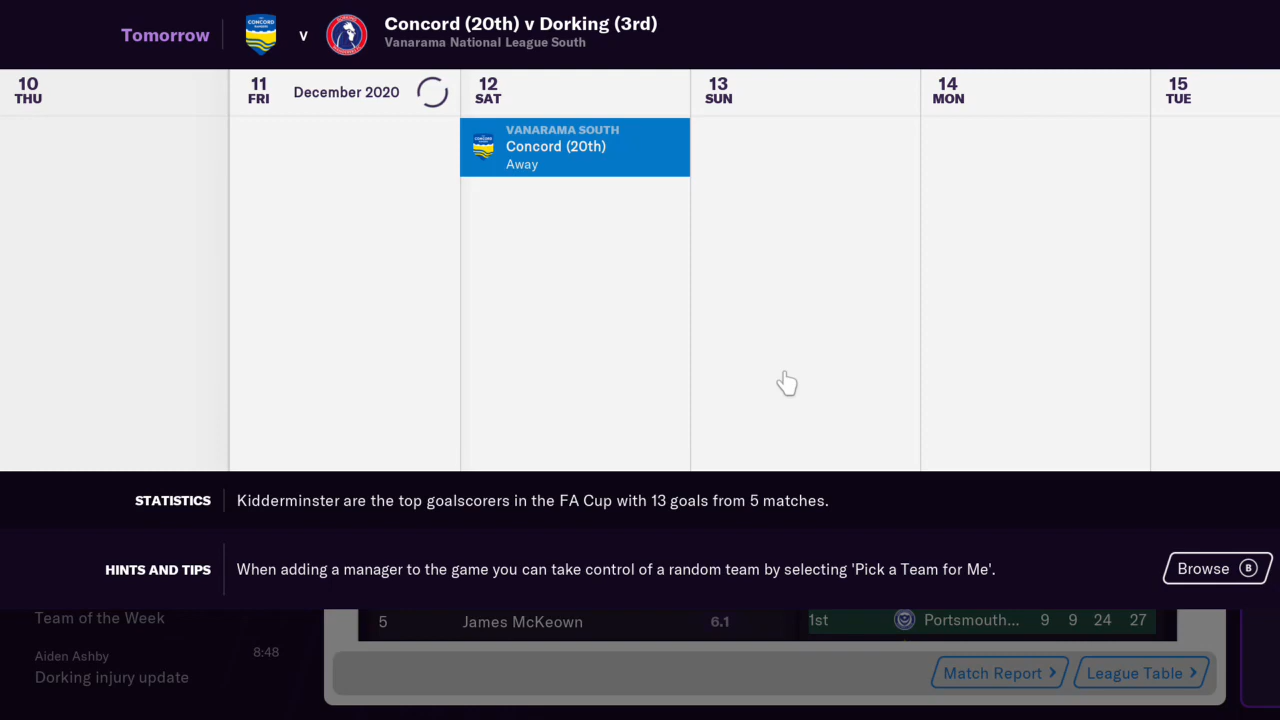 Tomorrow
v
Concord (20th) v Dorking (3rd)
Vanarama National League South
10
THU
11
FRI
December 2020
12
SAT
13
SUN
14
MON
15
TUE
VANARAMA SOUTH
Concord (20th)
Away
STATISTICS
Kidderminster are the top goalscorers in the FA Cup with 13 goals from 5 matches.
HINTS AND TIPS
When adding a manager to the game you can take control of a random team by selecting 'Pick a Team for Me'.
Browse B
Team of the Week
5 James McKeown 6.1
1st Portsmouth... 9 9 24 27
Aiden Ashby 8:48
Dorking injury update
Match Report
League Table